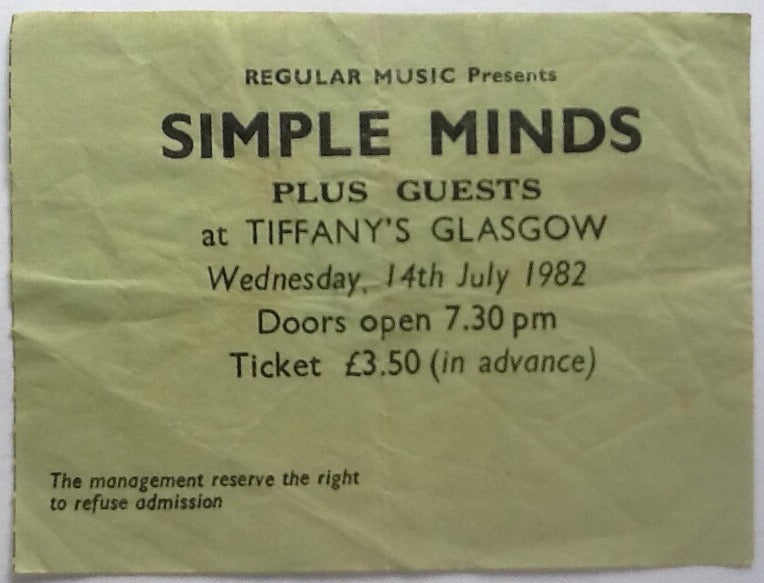 REGULAR MUSIC Presents
SIMPLE MINDS
PLUS GUESTS
at TIFFANY'S GLASGOW
Wednesday, 14th July 1982
Doors open 7.30 pm
Ticket £3.50 (in advance)
The management reserve the right
to refuse admission